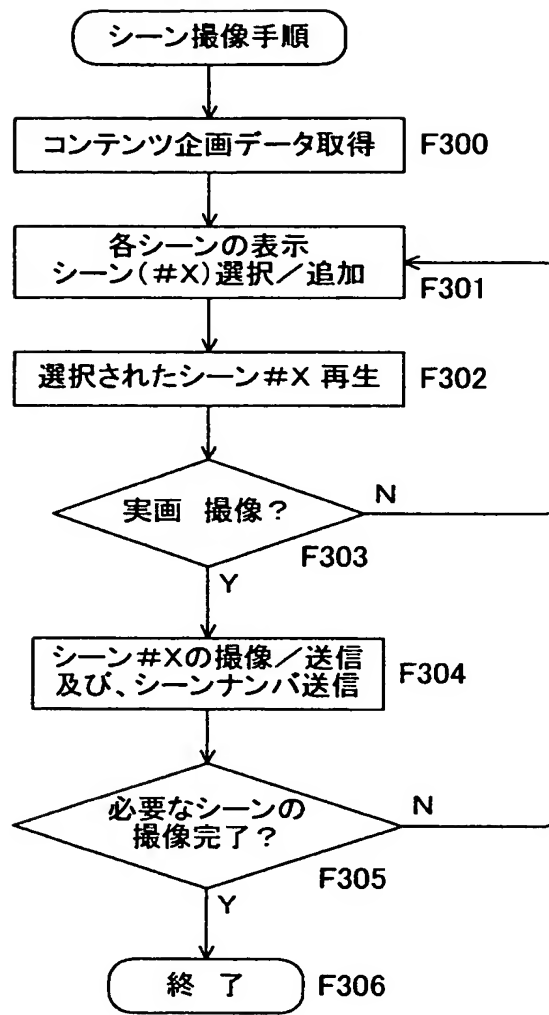 シーン撮像手順
コンテンツ企画データ取得 F300
各シーンの表示
シーン(#X)選択／追加
F301
選択されたシーン#X 再生 F302
実画 撮像？
N
F303
Y
シーン#Xの撮像／送信
及び、シーンナンバ送信
F304
必要なシーンの
撮像完了？
N
F305
Y
終 了 F306